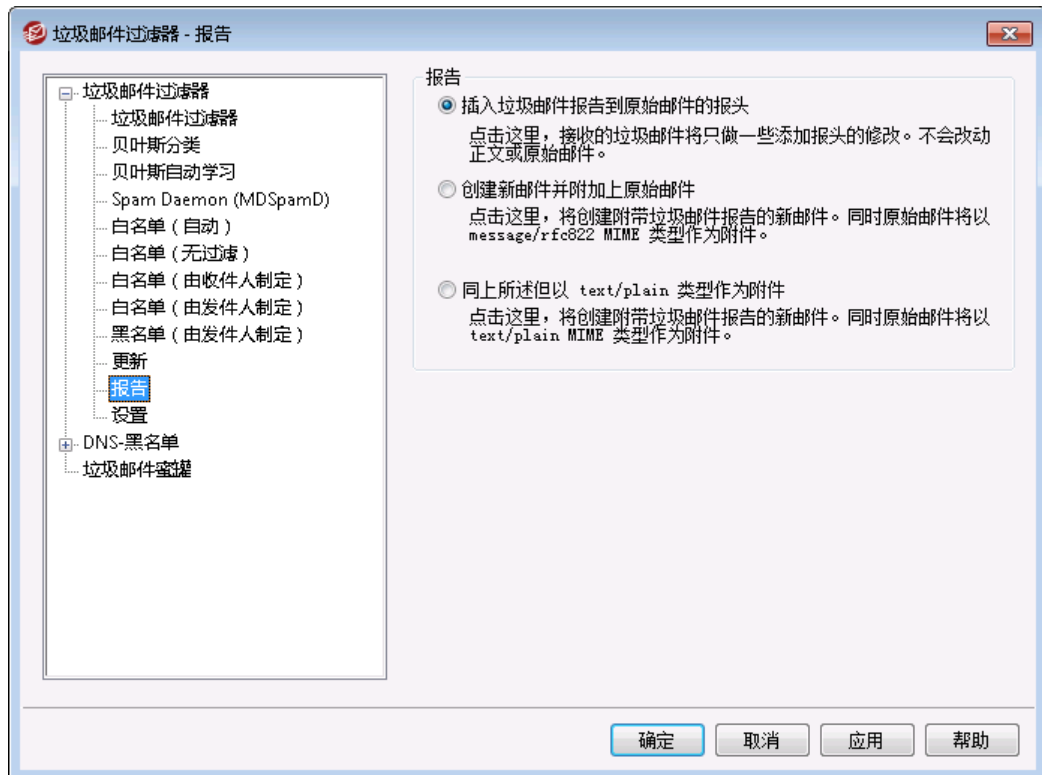 垃圾邮件过滤器 - 报告
垃圾邮件过滤器
垃圾邮件过滤器
贝叶斯分类
贝叶斯自动学习
Spam Daemon (MDSpamD)
白名单 ( 自动 )
白名单 ( 无过滤 )
白名单 ( 由收件人制定 )
白名单 ( 由发件人制定 )
黑名单 ( 由发件人制定 )
更新
报告
设置
DNS-黑名单
垃圾邮件蜜罐
报告
插入垃圾邮件报告到原始邮件的报头
点击这里，接收的垃圾邮件将只做一些添加报头的修改。不会改动
正文或原始邮件。
创建新邮件并附加上原始邮件
点击这里，将创建附带垃圾邮件报告的新邮件。同时原始邮件将以
message/rfc822 MIME 类型作为附件。
同上所述但以 text/plain 类型作为附件
点击这里，将创建附带垃圾邮件报告的新邮件。同时原始邮件将以
text/plain MIME 类型作为附件。
确定
取消
应用
帮助